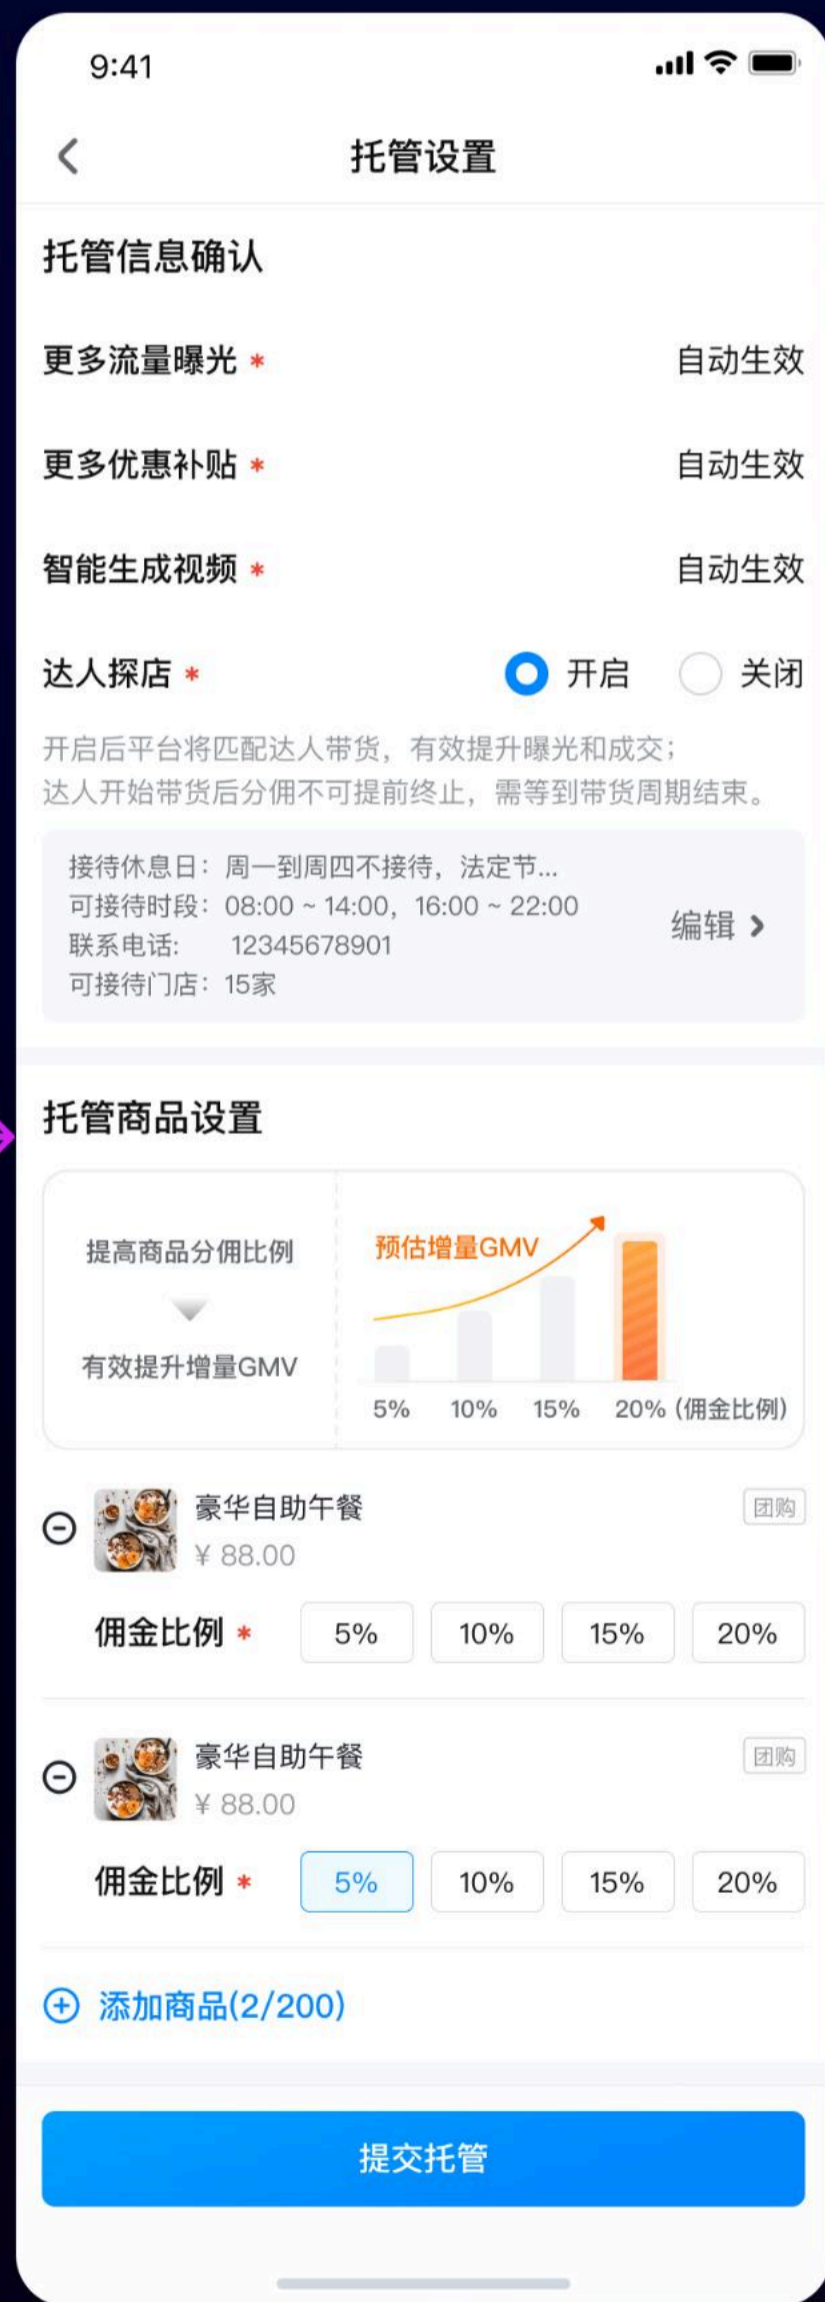 9:41
托管设置
托管信息确认
更多流量曝光 * 自动生效
更多优惠补贴 * 自动生效
智能生成视频 * 自动生效
达人探店 * 开启 关闭
开启后平台将匹配达人带货，有效提升曝光和成交；
达人开始带货后分佣不可提前终止，需等到带货周期结束。
接待休息日：周一到周四不接待，法定节...
可接待时段：08:00 ~ 14:00，16:00 ~ 22:00
联系电话: 12345678901
可接待门店：15家
编辑
托管商品设置
提高商品分佣比例
有效提升增量GMV
预估增量GMV
5% 10% 15% 20% (佣金比例)
豪华自助午餐 团购
¥ 88.00
佣金比例 * 5% 10% 15% 20%
豪华自助午餐 团购
¥ 88.00
佣金比例 * 5% 10% 15% 20%
添加商品(2/200)
提交托管